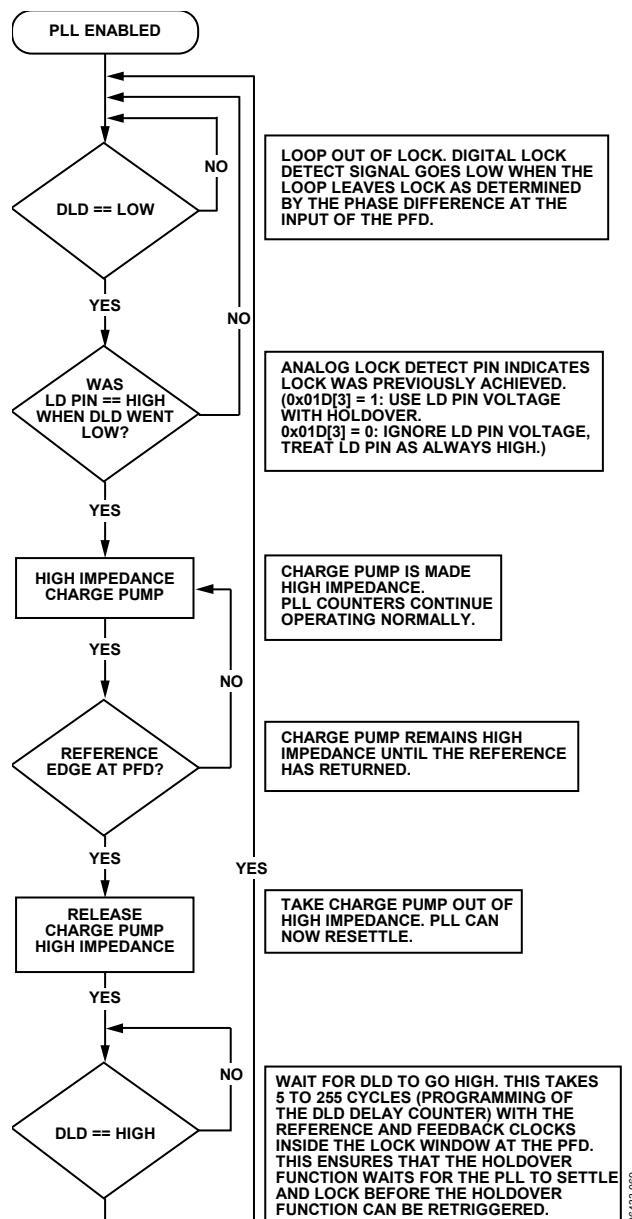 PLL ENABLED
NO
LOOP OUT OF LOCK. DIGITAL LOCK
DETECT SIGNAL GOES LOW WHEN THE
LOOP LEAVES LOCK AS DETERMINED
BY THE PHASE DIFFERENCE AT THE
INPUT OF THE PFD.
DLD == LOW
YES
NO
WAS
LD PIN == HIGH
WHEN DLD WENT
LOW?
ANALOG LOCK DETECT PIN INDICATES
LOCK WAS PREVIOUSLY ACHIEVED.
(0x01D[3] = 1: USE LD PIN VOLTAGE
WITH HOLDOVER.
0x01D[3] = 0: IGNORE LD PIN VOLTAGE,
TREAT LD PIN AS ALWAYS HIGH.)
YES
HIGH IMPEDANCE
CHARGE PUMP
CHARGE PUMP IS MADE
HIGH IMPEDANCE.
PLL COUNTERS CONTINUE
OPERATING NORMALLY.
YES
NO
REFERENCE
EDGE AT PFD?
CHARGE PUMP REMAINS HIGH
IMPEDANCE UNTIL THE REFERENCE
HAS RETURNED.
YES
YES
RELEASE
CHARGE PUMP
HIGH IMPEDANCE
TAKE CHARGE PUMP OUT OF
HIGH IMPEDANCE. PLL CAN
NOW RESETTLE.
YES
NO
DLD == HIGH
WAIT FOR DLD TO GO HIGH. THIS TAKES
5 TO 255 CYCLES (PROGRAMMING OF
THE DLD DELAY COUNTER) WITH THE
REFERENCE AND FEEDBACK CLOCKS
INSIDE THE LOCK WINDOW AT THE PFD.
THIS ENSURES THAT THE HOLDOVER
FUNCTION WAITS FOR THE PLL TO SETTLE
AND LOCK BEFORE THE HOLDOVER
FUNCTION CAN BE RETRIGGERED.